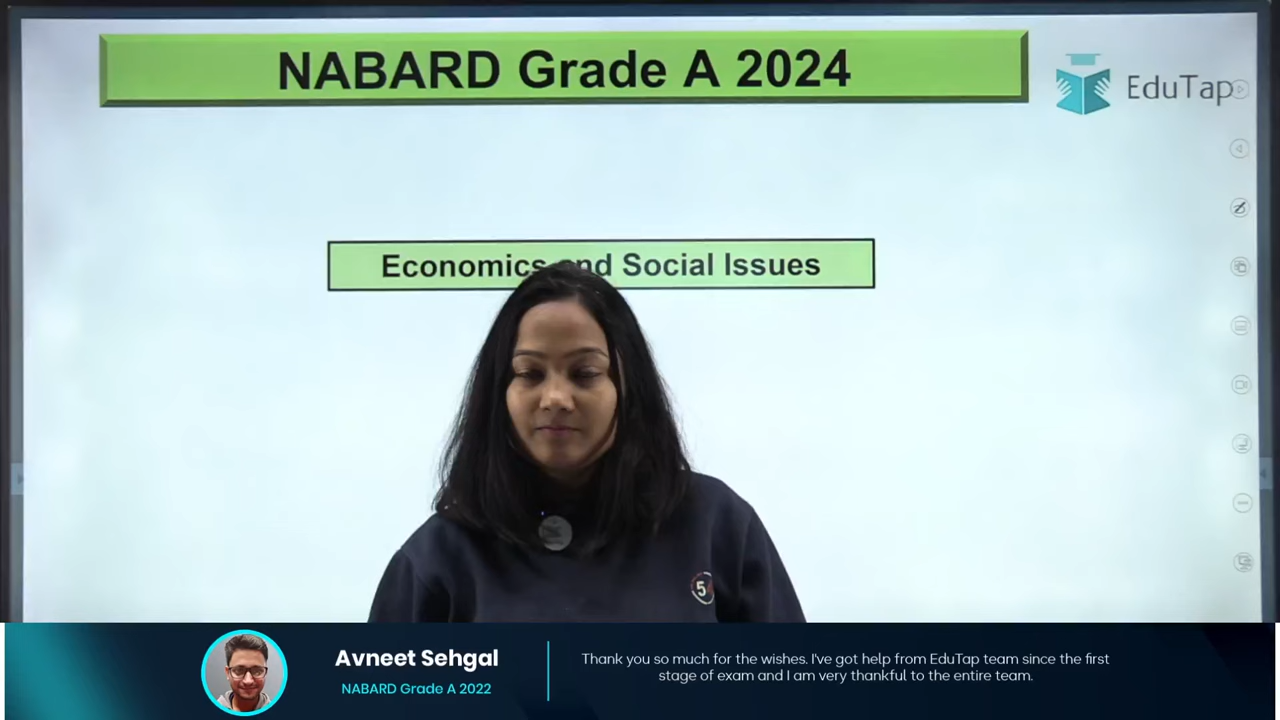 NABARD Grade A 2024
EduTap
Economics and Social Issues
5
Avneet Sehgal
NABARD Grade A 2022
Thank you so much for the wishes. I've got help from EduTap team since the first
stage of exam and I am very thankful to the entire team.